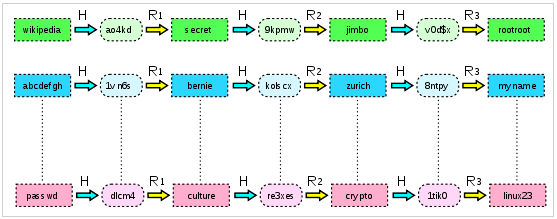 H R1 H R2 H R3
wikipedia ao4kd secret 9kpmw jimbo v0d$x rootroot
H R1 H R2 H R3
abcdefgh 1vn6s bernie kolscx zurich 8ntpy myname
H R1 H R2 H R3
passwd dlcm4 culture re3xes crypto 1tik0 linux23